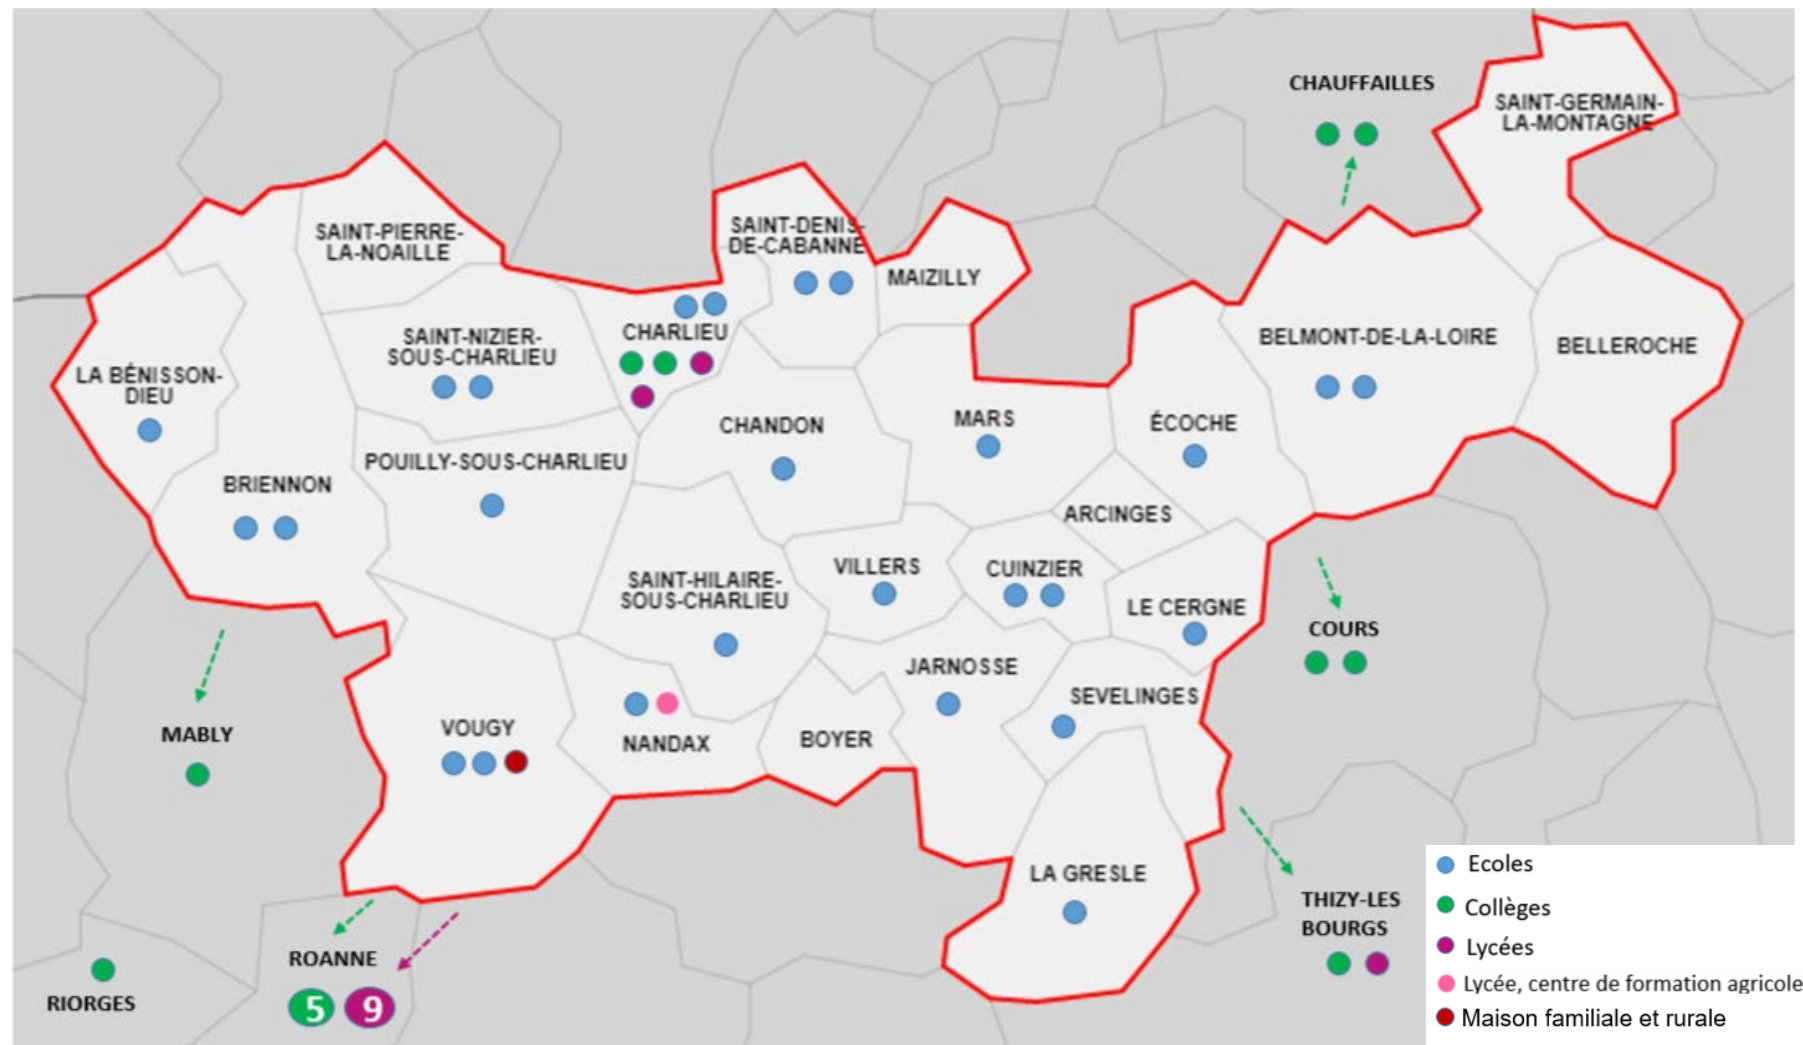 CHAUFFAILLES
SAINT-GERMAIN-
LA-MONTAGNE
SAINT-PIERRE-
LA-NOAILLE
SAINT-DENIS-
DE-CABANNE
MAIZILLY
SAINT-NIZIER-
SOUS-CHARLIEU
CHARLIEU
BELMONT-DE-LA-LOIRE
BELLEROCHE
LA BÉNISSON-
DIEU
CHANDON
MARS
ÉCOCHE
POUILLY-SOUS-CHARLIEU
BRIENNON
ARCINGES
VILLERS
CUINZIER
SAINT-HILAIRE-
SOUS-CHARLIEU
LE CERGNE
COURS
JARNOSSE
SEVELINGES
MABLY
VOUGY
NANDAX
BOYER
LA GRESLE
THIZY-LES
BOURGS
ROANNE
5 9
RIORGES
Ecoles
Collèges
Lycées
Lycée, centre de formation agricole
Maison familiale et rurale